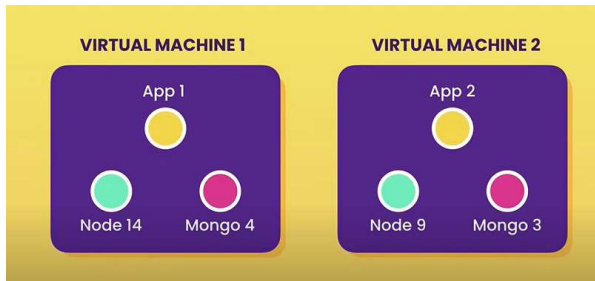 VIRTUAL MACHINE 1
App 1
Node 14
Mongo 4
VIRTUAL MACHINE 2
App 2
Node 9
Mongo 3